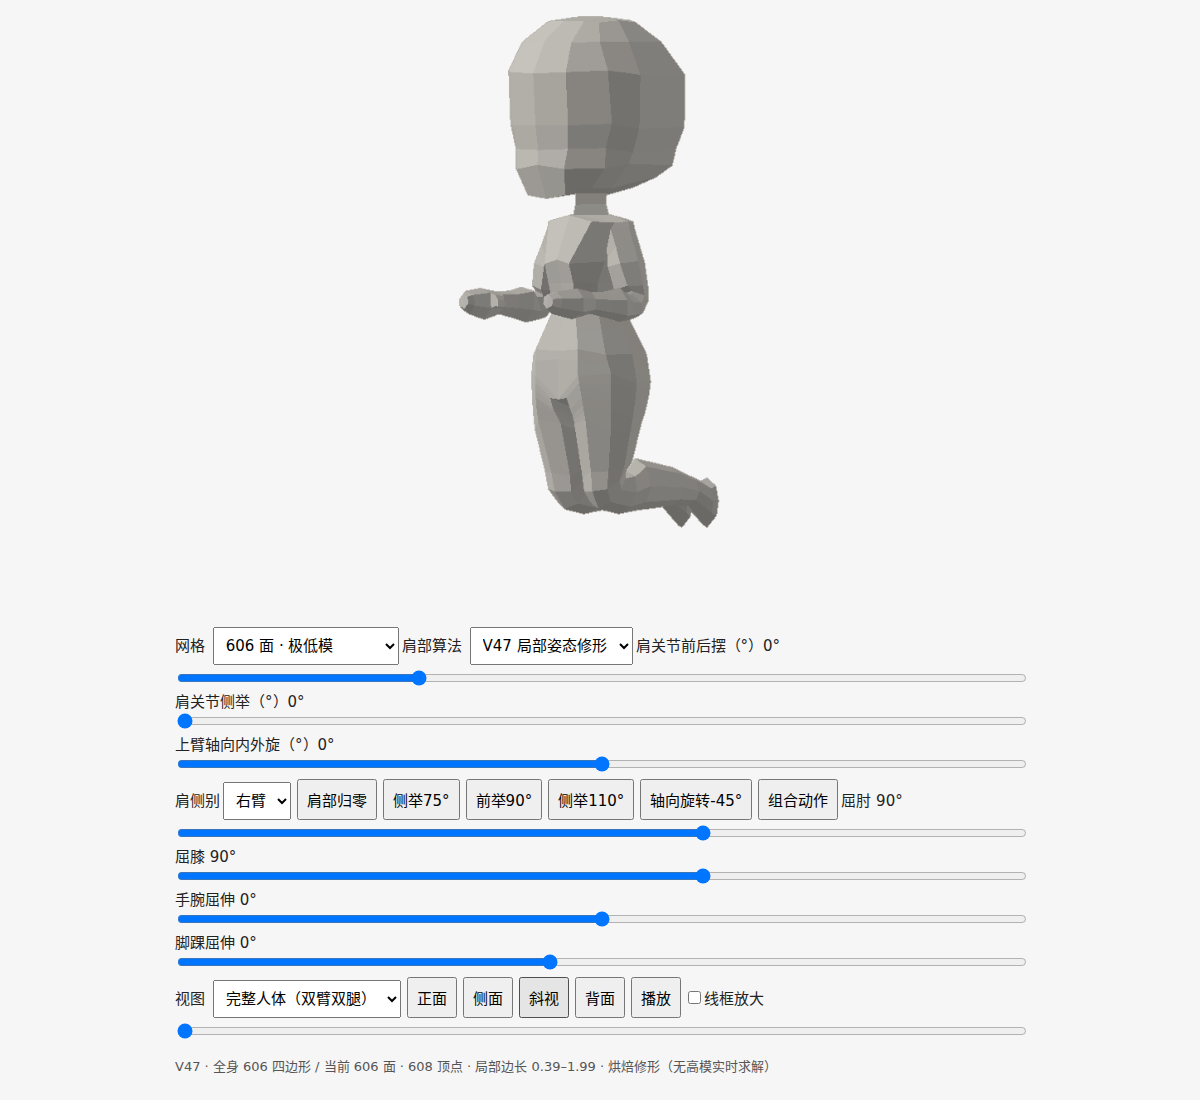 网格 606 面 · 极低模 肩部算法 V47 局部姿态修形 肩关节前后摆（°）0°
肩关节侧举（°）0°
上臂轴向内外旋（°）0°
肩侧别 右臂 肩部归零 侧举75° 前举90° 侧举110° 轴向旋转-45° 组合动作 屈肘 90°
屈膝 90°
手腕屈伸 0°
脚踝屈伸 0°
视图 完整人体（双臂双腿） 正面 侧面 斜视 背面 播放 线框放大
V47 · 全身 606 四边形 / 当前 606 面 · 608 顶点 · 局部边长 0.39–1.99 · 烘焙修形（无高模实时求解）